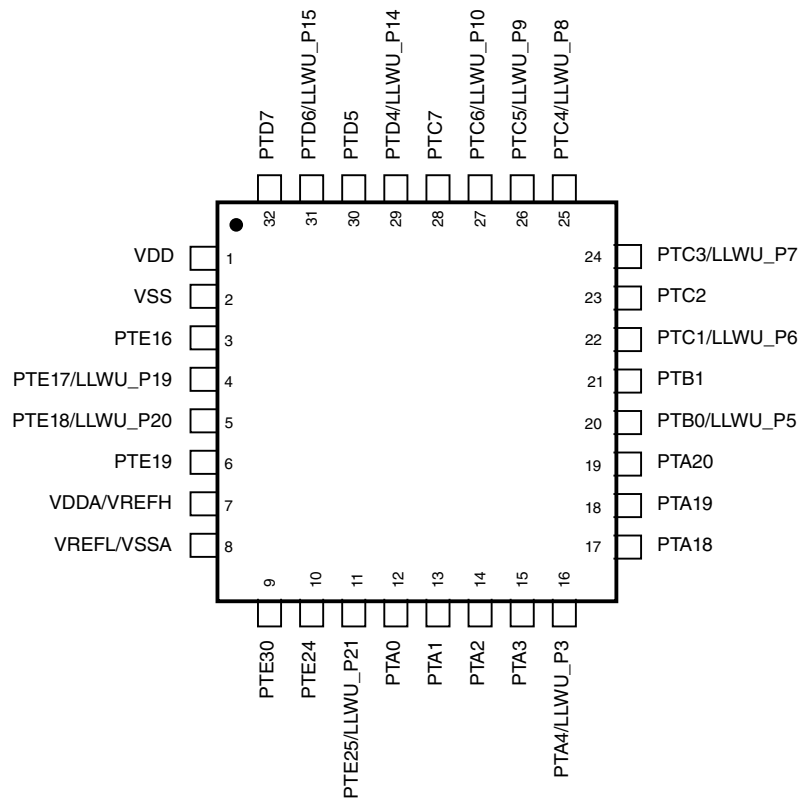 PTD7
PTD6/LLWU_P15
PTD5
PTD4/LLWU_P14
PTC7
PTC6/LLWU_P10
PTC5/LLWU_P9
PTC4/LLWU_P8
32
31
30
29
28
27
26
25
VDD 1
VSS 2
PTE16 3
PTE17/LLWU_P19 4
PTE18/LLWU_P20 5
PTE19 6
VDDA/VREFH 7
VREFL/VSSA 8
24 PTC3/LLWU_P7
23 PTC2
22 PTC1/LLWU_P6
21 PTB1
20 PTB0/LLWU_P5
19 PTA20
18 PTA19
17 PTA18
9
10
11
12
13
14
15
16
PTE30
PTE24
PTE25/LLWU_P21
PTA0
PTA1
PTA2
PTA3
PTA4/LLWU_P3